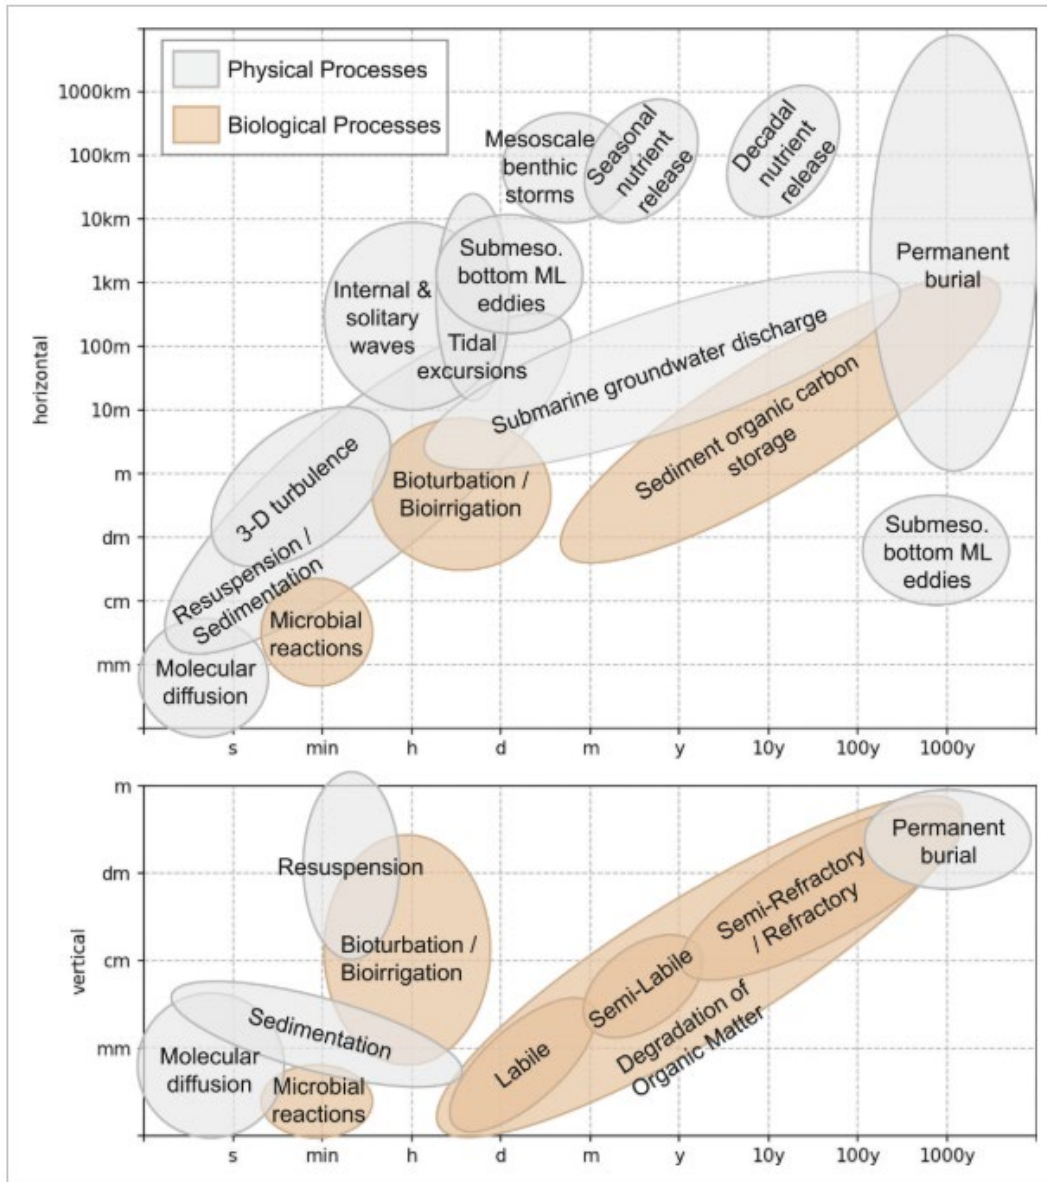 Physical Processes
Biological Processes
horizontal
1000km
100km
10km
1km
100m
10m
m
dm
cm
mm
Mesoscale
benthic
storms
Seasonal
nutrient
release
Decadal
nutrient
release
Permanent
burial
Submeso.
bottom ML
eddies
Internal &
solitary
waves
Tidal
excursions
Submarine groundwater discharge
Sediment organic carbon
storage
3-D turbulence
Bioturbation /
Bioirrigation
Submeso.
bottom ML
eddies
Resuspension /
Sedimentation
Microbial
reactions
Molecular
diffusion
s min h d m y 10y 100y 1000y
vertical
m
dm
cm
mm
Resuspension
Permanent
burial
Semi-Refractory
/ Refractory
Bioturbation /
Bioirrigation
Semi-Labile
Sedimentation
Degradation of
Organic Matter
Labile
Molecular
diffusion
Microbial
reactions
s min h d m y 10y 100y 1000y